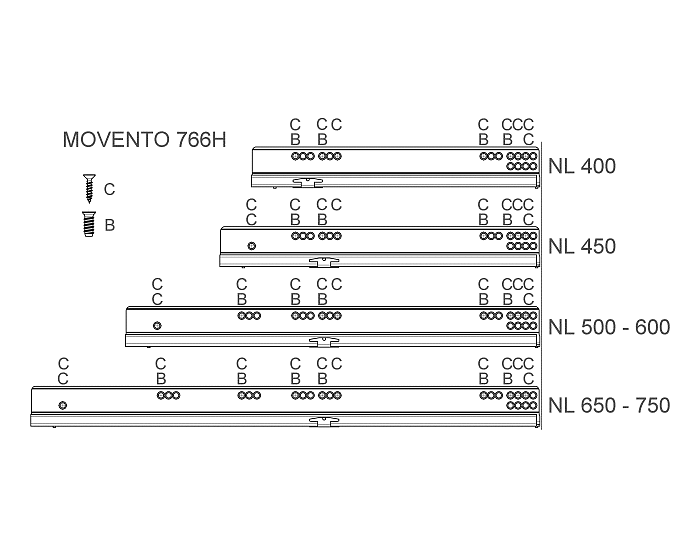 C C C C CCC
MOVENTO 766H B B B B C
NL 400
C
C C C C C CCC
B
C B B B B C
NL 450
C C C C C C CCC
C B B B B B C
NL 500 - 600
C C C C C C C CCC
C B B B B B B C
NL 650 - 750